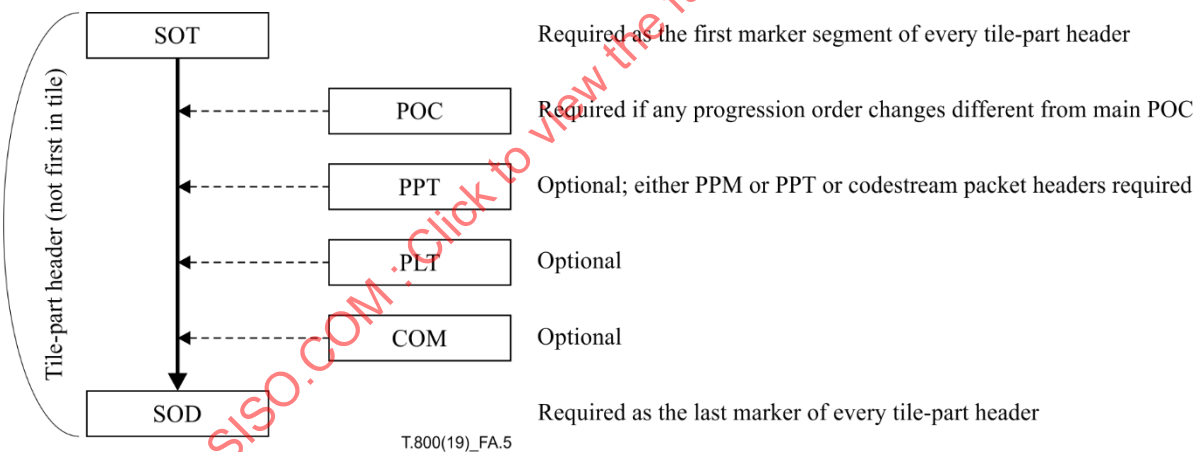 SOT
Required as the first marker segment of every tile-part header
POC
Required if any progression order changes different from main POC
PPT
Optional; either PPM or PPT or codestream packet headers required
PLT
Optional
COM
Optional
SOD
Required as the last marker of every tile-part header
Tile-part header (not first in tile)
T.800(19)_FA.5
SISO.COM : Click to view the